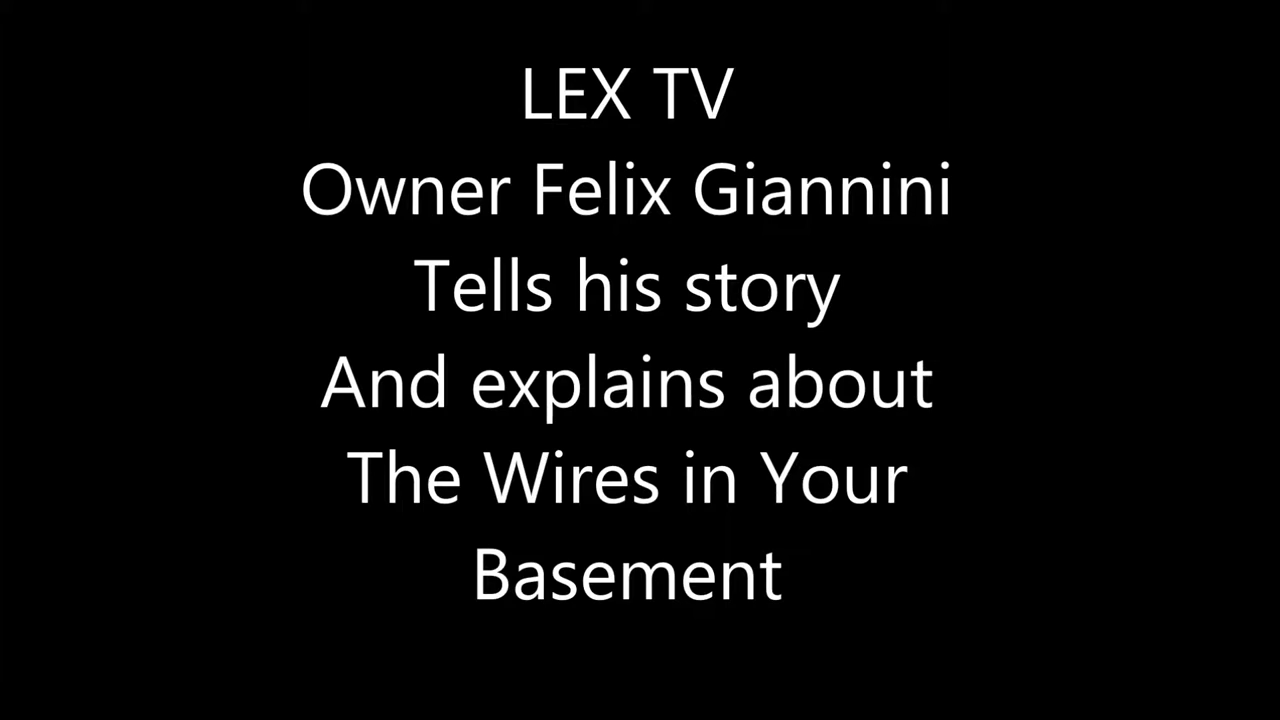 LEX TV
Owner Felix Giannini
Tells his story
And explains about
The Wires in Your
Basement